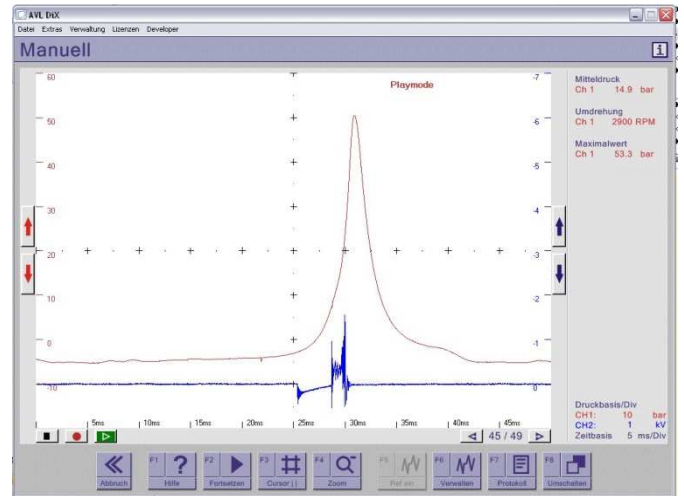 AVL DiX
Datei Extras Verwaltung Lizenzen Developer
Manuell
i
60 -7
Playmode
50 -6
40 -5
30 -4
20 -3
10 -2
0 -1
-10 0
5ms 10ms 15ms 20ms 25ms 30ms 35ms 40ms 45ms
45 / 49
Mitteldruck
Ch 1 14.9 bar
Umdrehung
Ch 1 2900 RPM
Maximalwert
Ch 1 53.3 bar
Druckbasis/Div
CH1: 10 bar
CH2: 1 kV
Zeitbasis 5 ms/Div
Abbruch
F1 ? Hilfe
F2 Fortsetzen
F3 Cursor | |
F4 Zoom
F5 Ref ein
F6 Verwalten
F7 Protokoll
F8 Umschalten